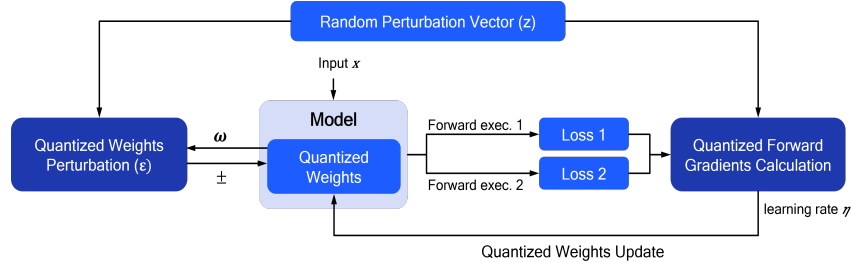 Random Perturbation Vector (z)
Input x
Model
Quantized Weights
Perturbation (ε)
ω
±
Quantized
Weights
Forward exec. 1
Forward exec. 2
Loss 1
Loss 2
Quantized Forward
Gradients Calculation
learning rate η
Quantized Weights Update